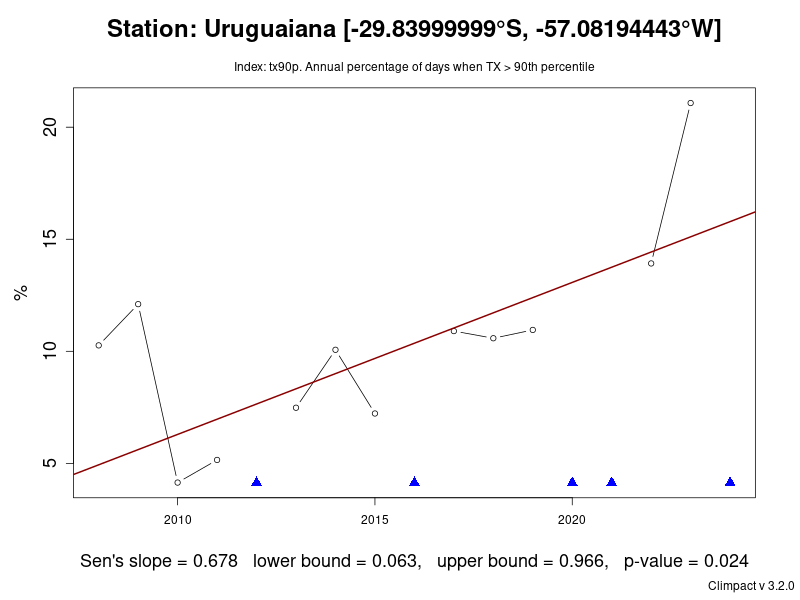 Station: Uruguaiana [-29.83999999°S, -57.08194443°W]
Index: tx90p. Annual percentage of days when TX > 90th percentile
20
15
10
5
%
2010 2015 2020
Sen's slope = 0.678 lower bound = 0.063, upper bound = 0.966, p-value = 0.024
Climpact v 3.2.0